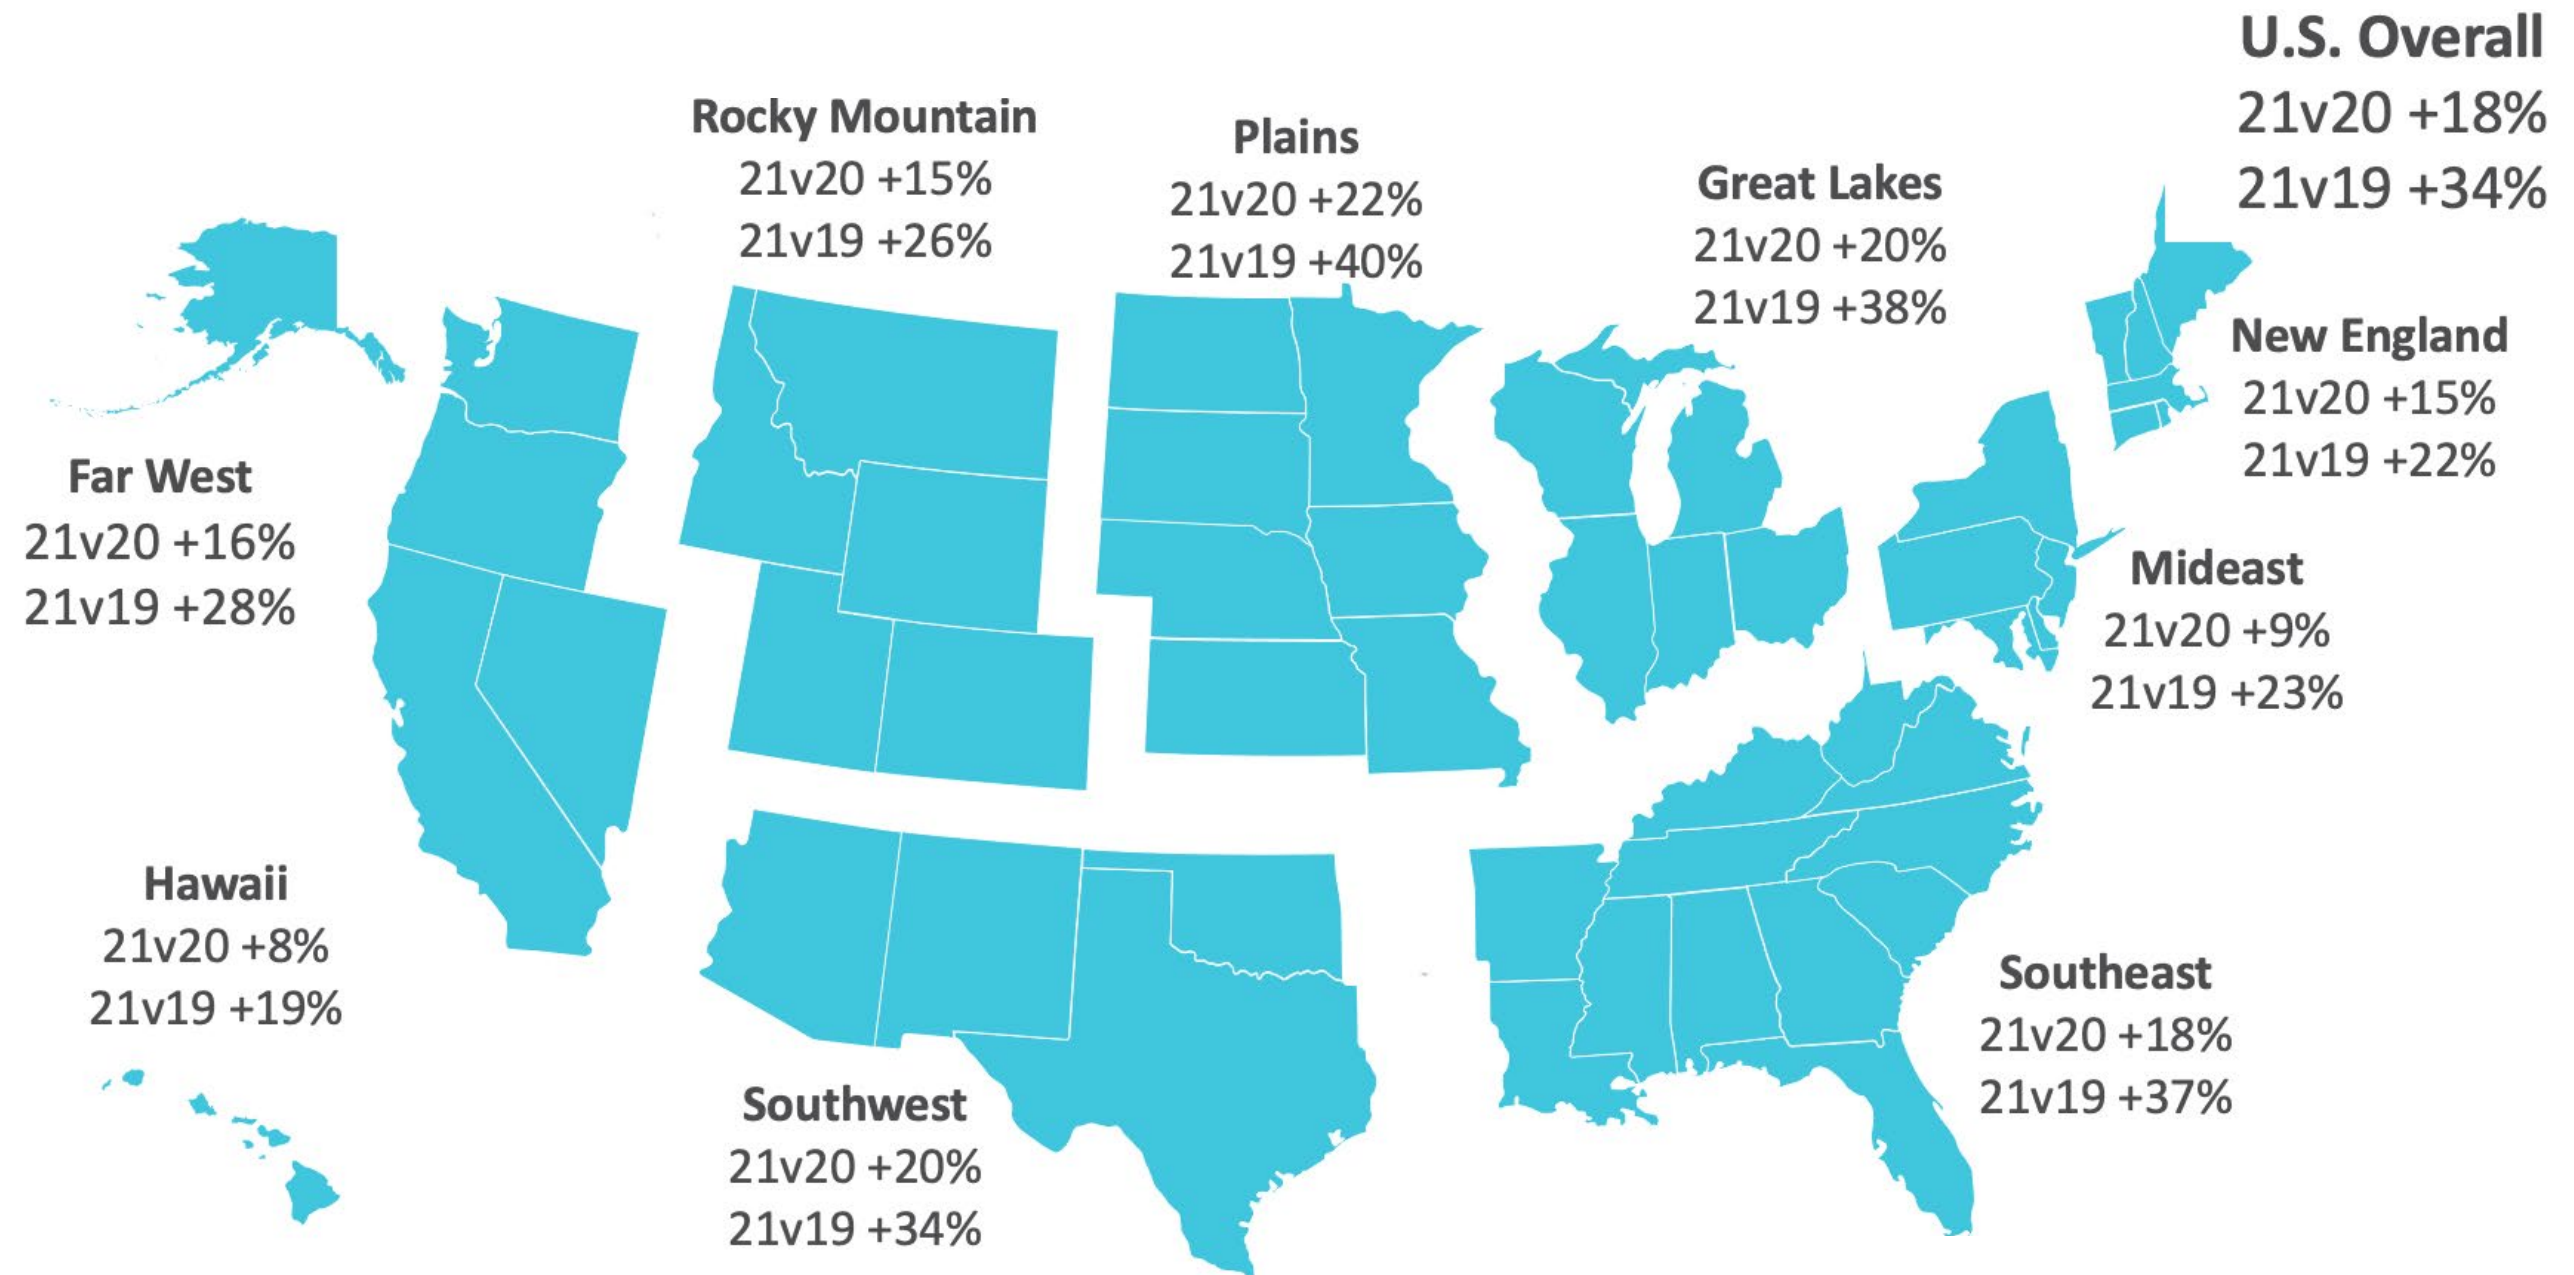 U.S. Overall
21v20 +18%
21v19 +34%
Rocky Mountain
21v20 +15%
21v19 +26%
Plains
21v20 +22%
21v19 +40%
Great Lakes
21v20 +20%
21v19 +38%
New England
21v20 +15%
21v19 +22%
Far West
21v20 +16%
21v19 +28%
Mideast
21v20 +9%
21v19 +23%
Hawaii
21v20 +8%
21v19 +19%
Southeast
21v20 +18%
21v19 +37%
Southwest
21v20 +20%
21v19 +34%